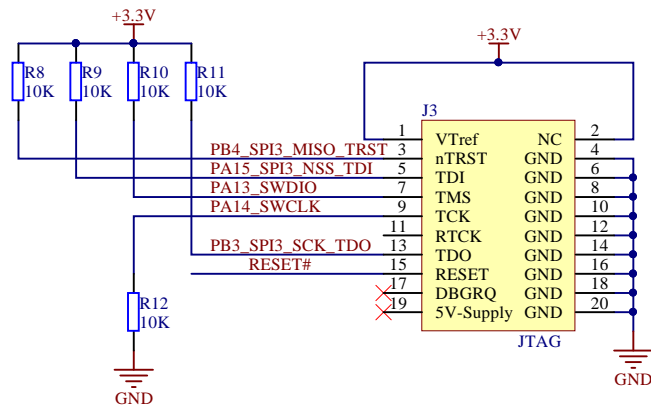 +3.3V
+3.3V
R8 R9 R10 R11
10K 10K 10K 10K
J3
1 VTref NC 2
PB4_SPI3_MISO_TRST 3 nTRST GND 4
PA15_SPI3_NSS_TDI 5 TDI GND 6
PA13_SWDIO 7 TMS GND 8
PA14_SWCLK 9 TCK GND 10
11 RTCK GND 12
PB3_SPI3_SCK_TDO 13 TDO GND 14
RESET# 15 RESET GND 16
17 DBGRQ GND 18
19 5V-Supply GND 20
R12
10K
JTAG
GND
GND